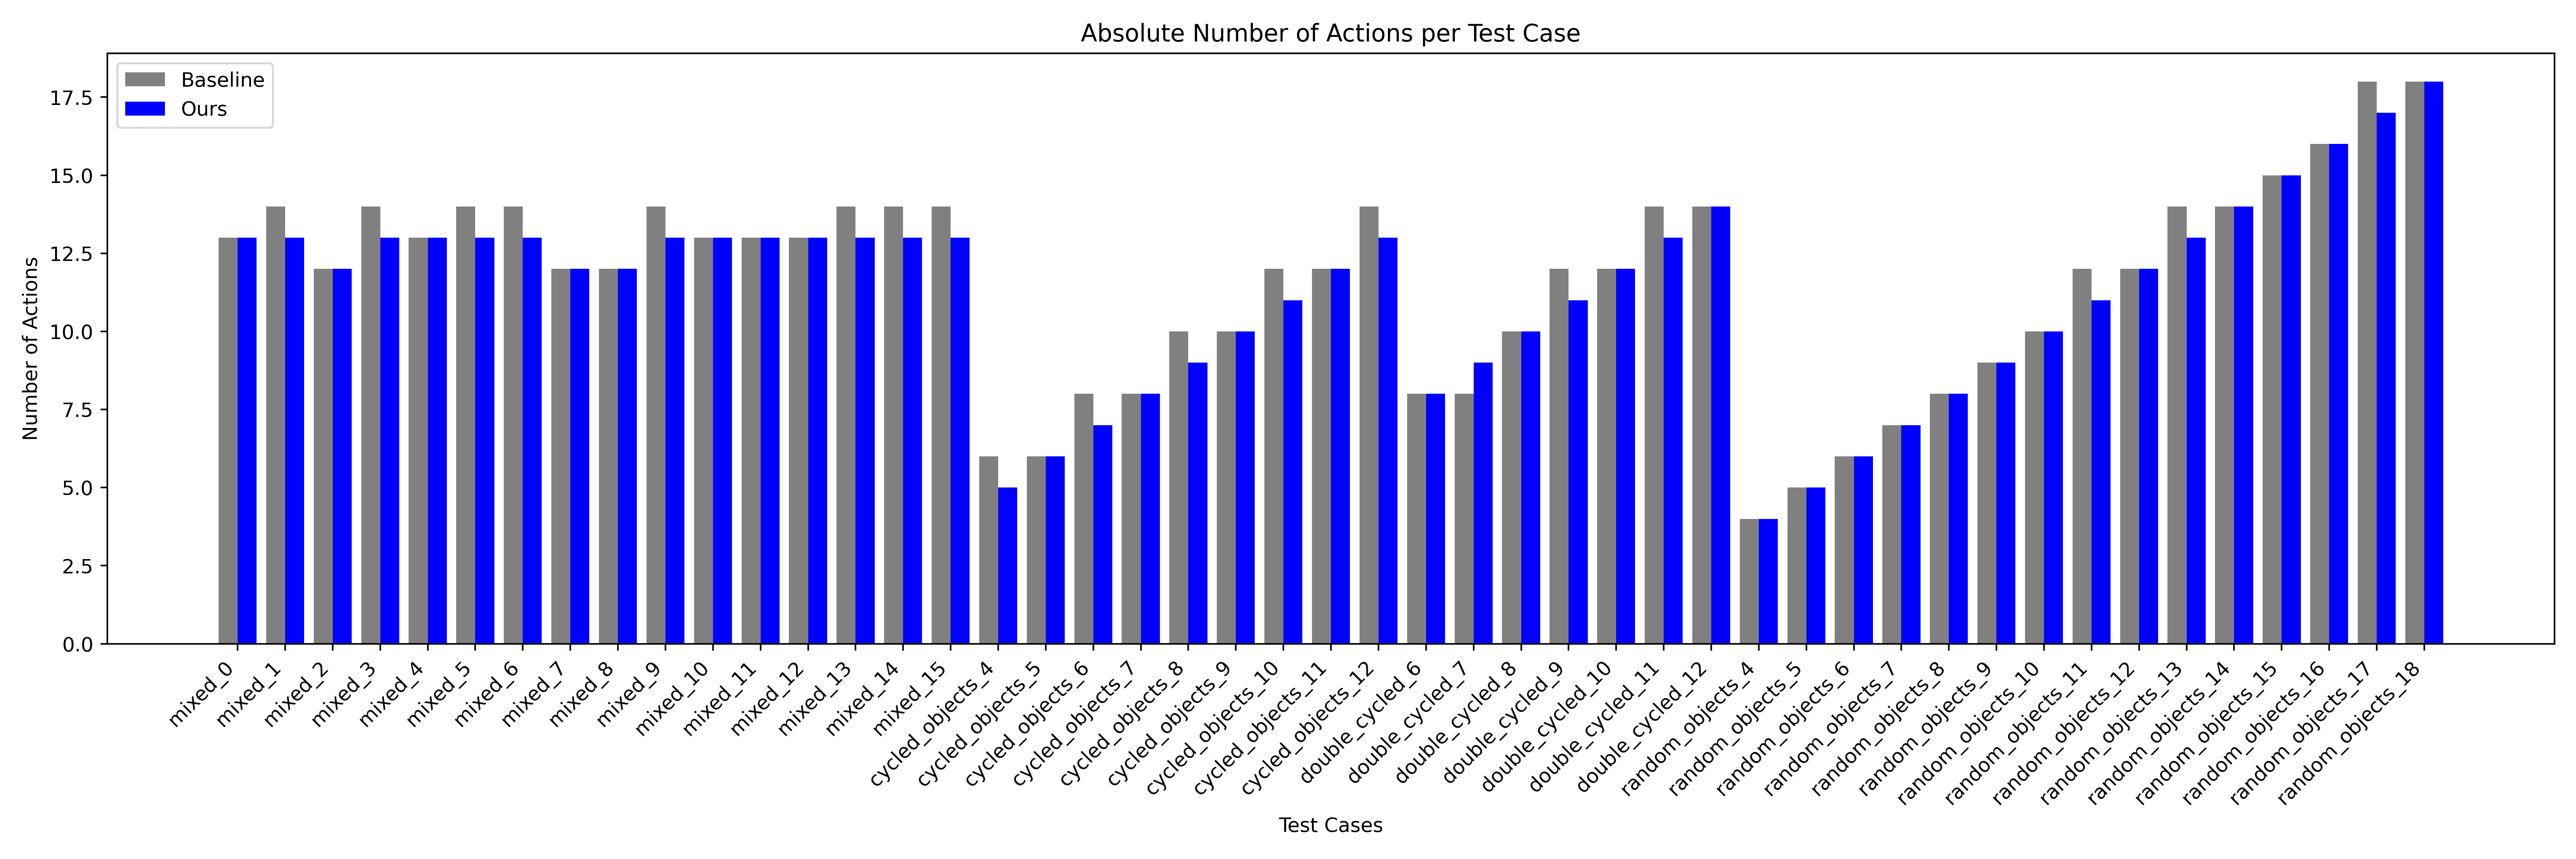 Absolute Number of Actions per Test Case
Baseline
Ours
Number of Actions
17.5
15.0
12.5
10.0
7.5
5.0
2.5
0.0
mixed_0
mixed_1
mixed_2
mixed_3
mixed_4
mixed_5
mixed_6
mixed_7
mixed_8
mixed_9
mixed_10
mixed_11
mixed_12
mixed_13
mixed_14
mixed_15
cycled_objects_4
cycled_objects_5
cycled_objects_6
cycled_objects_7
cycled_objects_8
cycled_objects_9
cycled_objects_10
cycled_objects_11
cycled_objects_12
double_cycled_6
double_cycled_7
double_cycled_8
double_cycled_9
double_cycled_10
double_cycled_11
double_cycled_12
random_objects_4
random_objects_5
random_objects_6
random_objects_7
random_objects_8
random_objects_9
random_objects_10
random_objects_11
random_objects_12
random_objects_13
random_objects_14
random_objects_15
random_objects_16
random_objects_17
random_objects_18
Test Cases